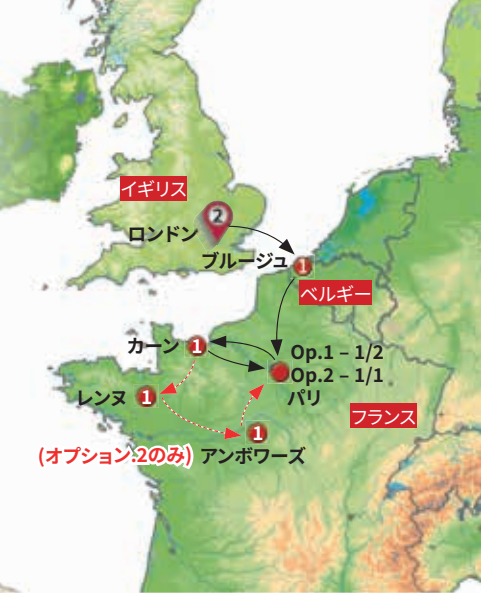 イギリス
2
ロンドン
ブルージュ
1
ベルギー
カーン
1
Op.1 – 1/2
Op.2 – 1/1
パリ
レンヌ
1
フランス
1
(オプション.2のみ)
アンボワーズ